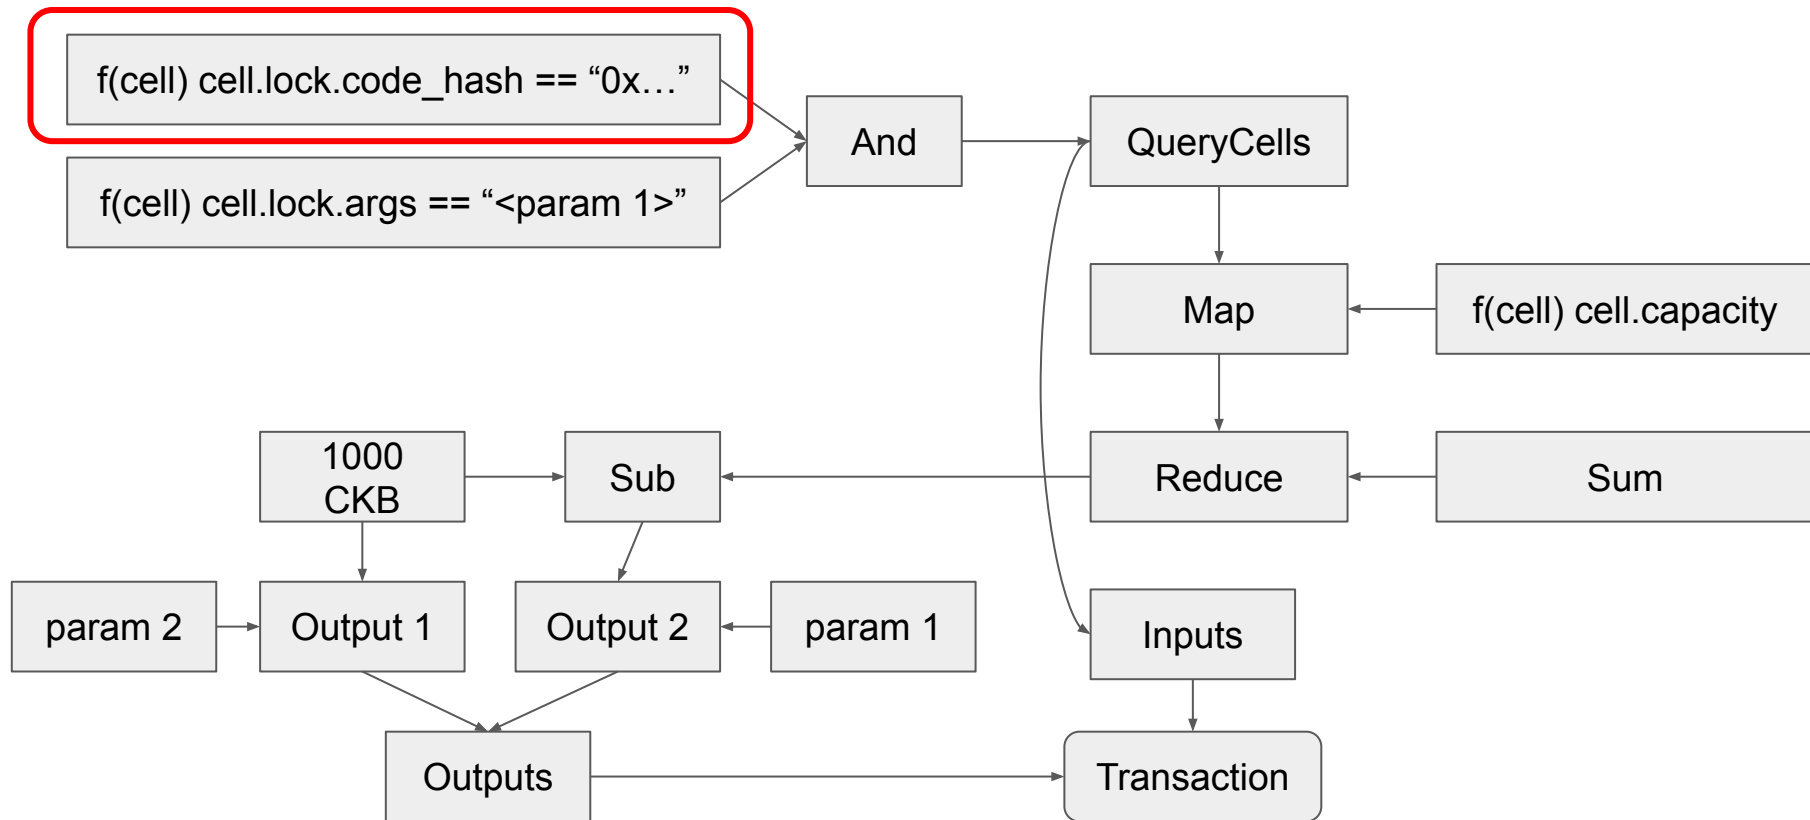 f(cell) cell.lock.code_hash == “0x…”
And
QueryCells
f(cell) cell.lock.args == “<param 1>”
Map
f(cell) cell.capacity
1000
CKB
Sub
Reduce
Sum
param 2
Output 1
Output 2
param 1
Inputs
Outputs
Transaction